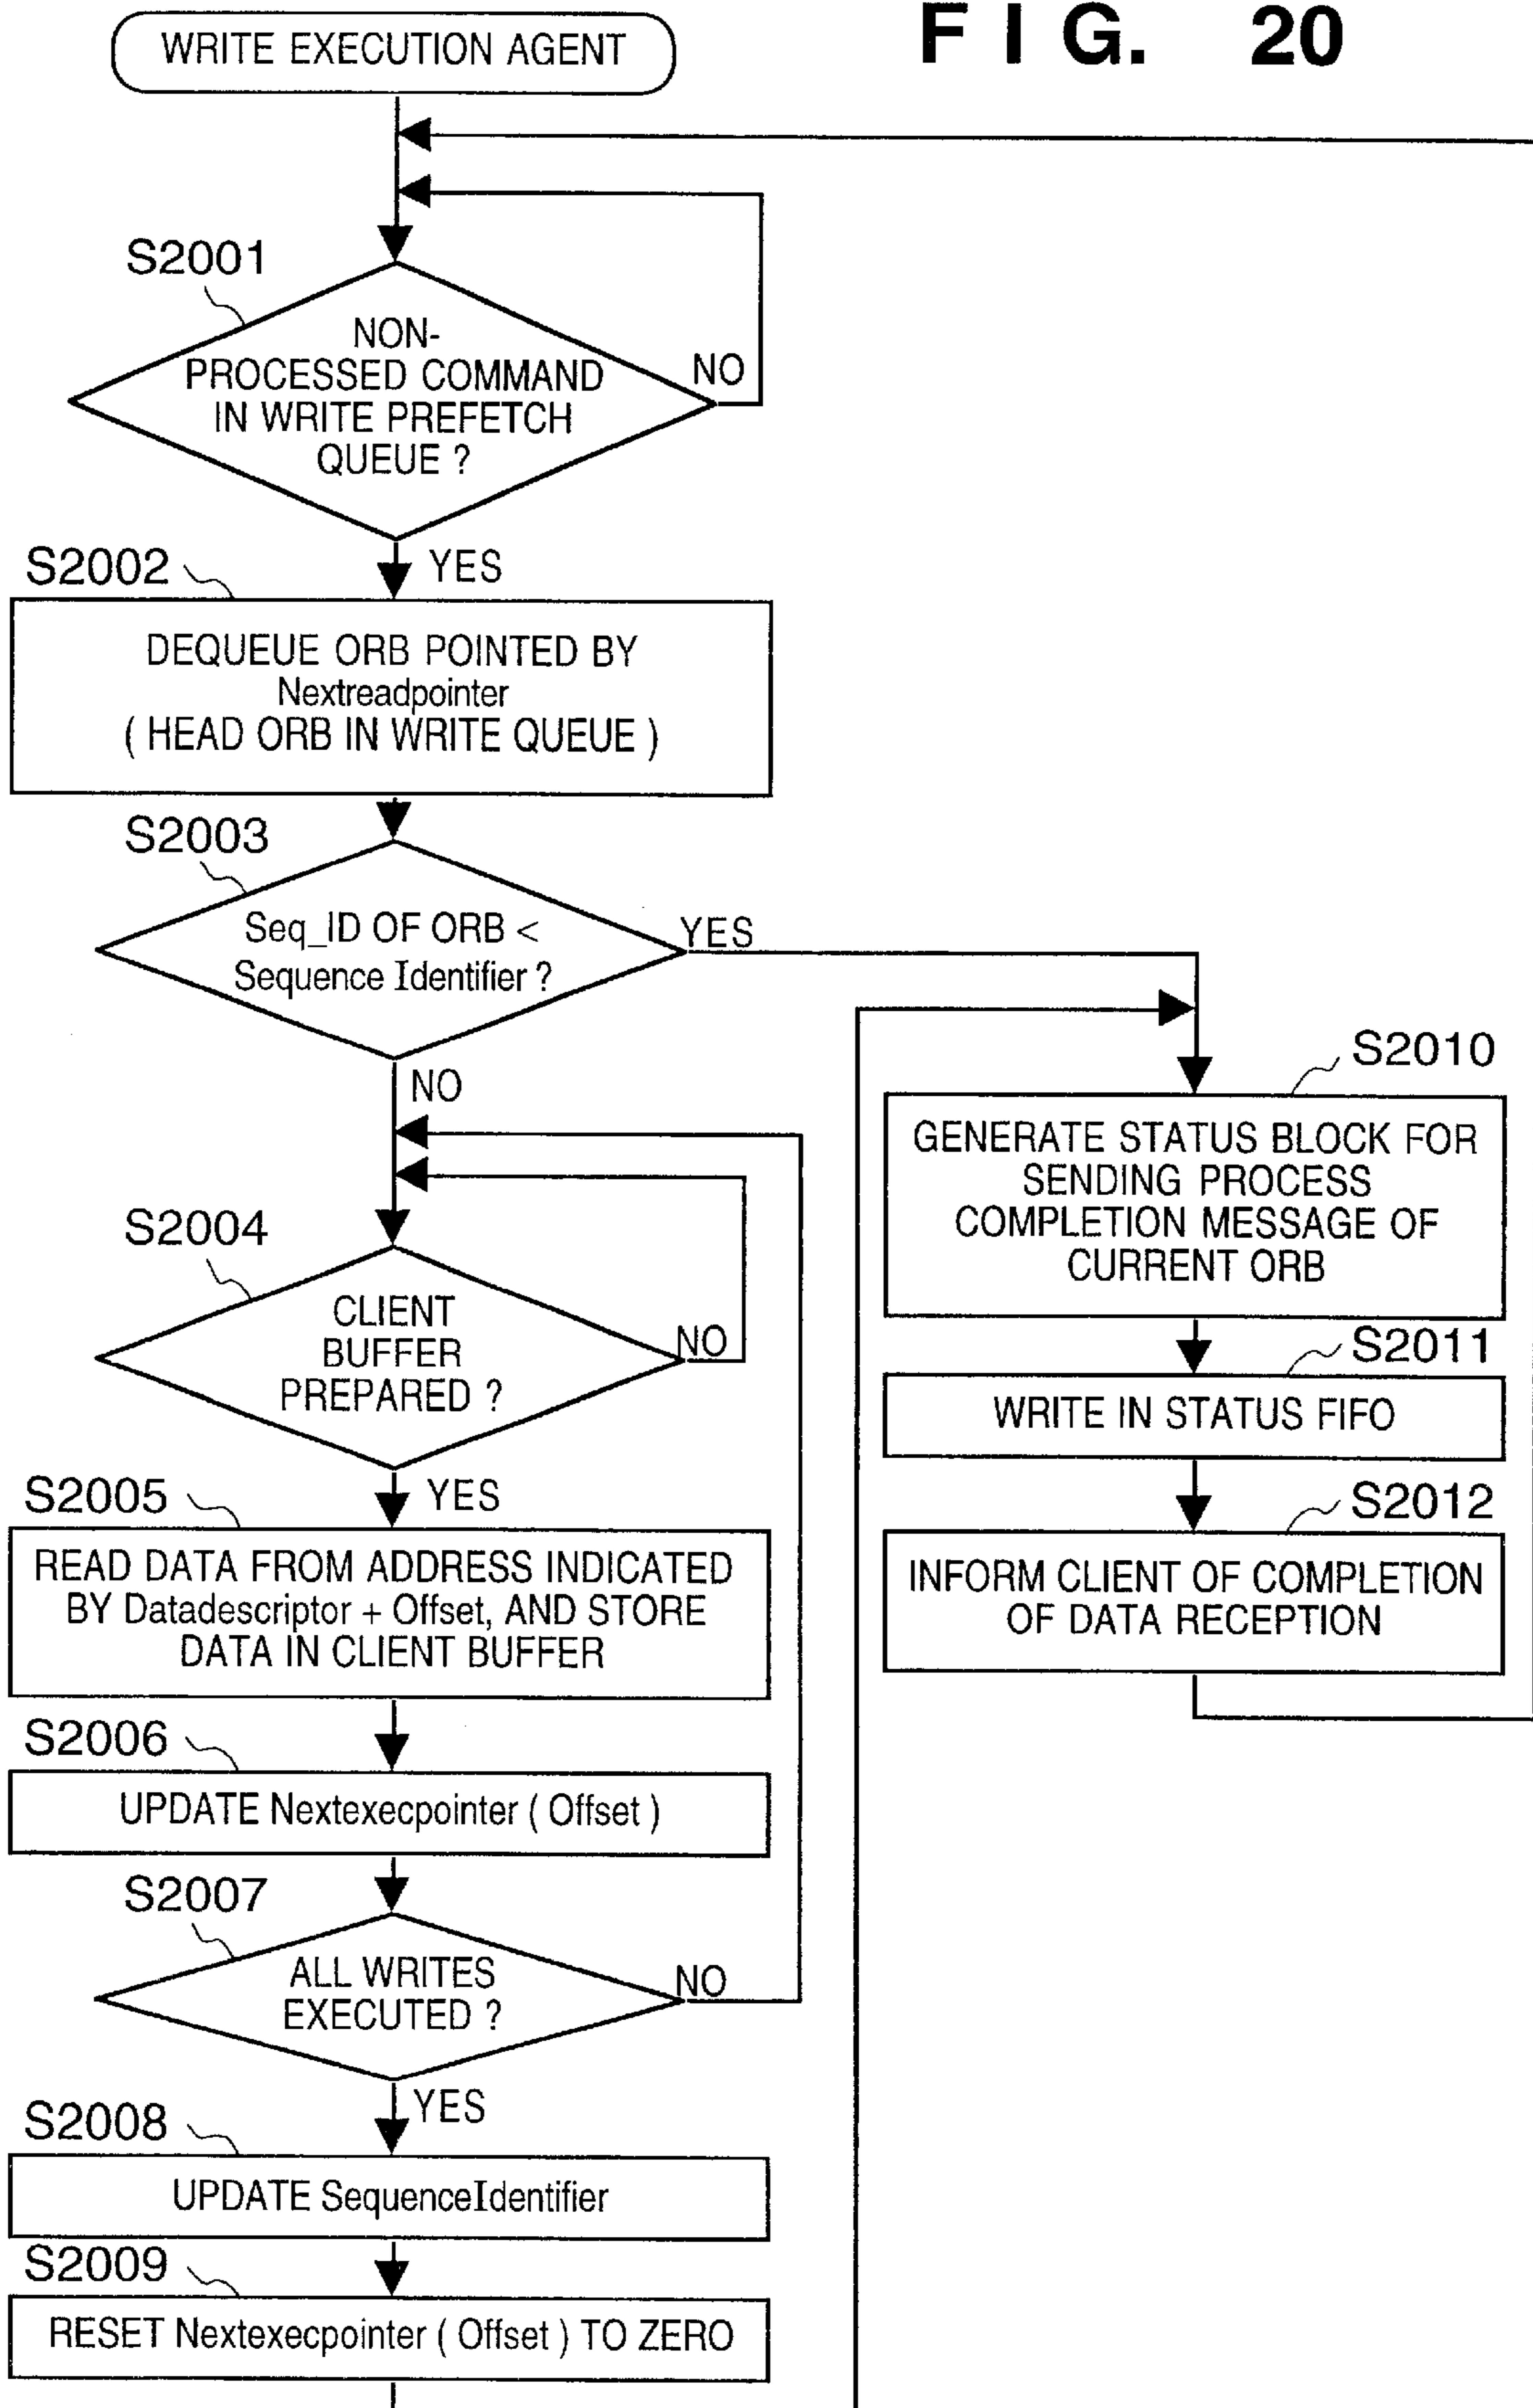 FIG. 20
WRITE EXECUTION AGENT
S2001
NON-
PROCESSED COMMAND
IN WRITE PREFETCH
QUEUE ?
NO
YES
S2002
DEQUEUE ORB POINTED BY
Nextreadpointer
( HEAD ORB IN WRITE QUEUE )
S2003
Seq_ID OF ORB <
Sequence Identifier ?
YES
NO
S2004
CLIENT
BUFFER
PREPARED ?
NO
YES
S2005
READ DATA FROM ADDRESS INDICATED
BY Datadescriptor + Offset, AND STORE
DATA IN CLIENT BUFFER
S2006
UPDATE Nextexecpointer ( Offset )
S2007
ALL WRITES
EXECUTED ?
NO
YES
S2008
UPDATE SequenceIdentifier
S2009
RESET Nextexecpointer ( Offset ) TO ZERO
S2010
GENERATE STATUS BLOCK FOR
SENDING PROCESS
COMPLETION MESSAGE OF
CURRENT ORB
S2011
WRITE IN STATUS FIFO
S2012
INFORM CLIENT OF COMPLETION
OF DATA RECEPTION